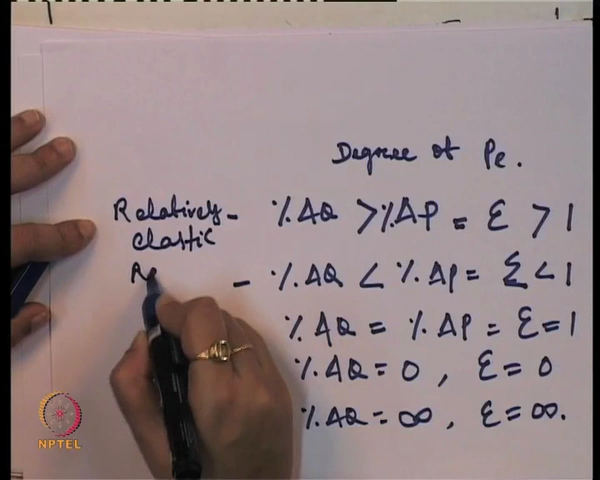 Degree of Pe.
Relatively - %ΔQ > %ΔP = Ɛ > 1
elastic
Re - %ΔQ < %ΔP = Ɛ < 1
%ΔQ = %ΔP = Ɛ = 1
%ΔQ = 0, Ɛ = 0
%ΔQ = ∞, Ɛ = ∞.
NPTEL